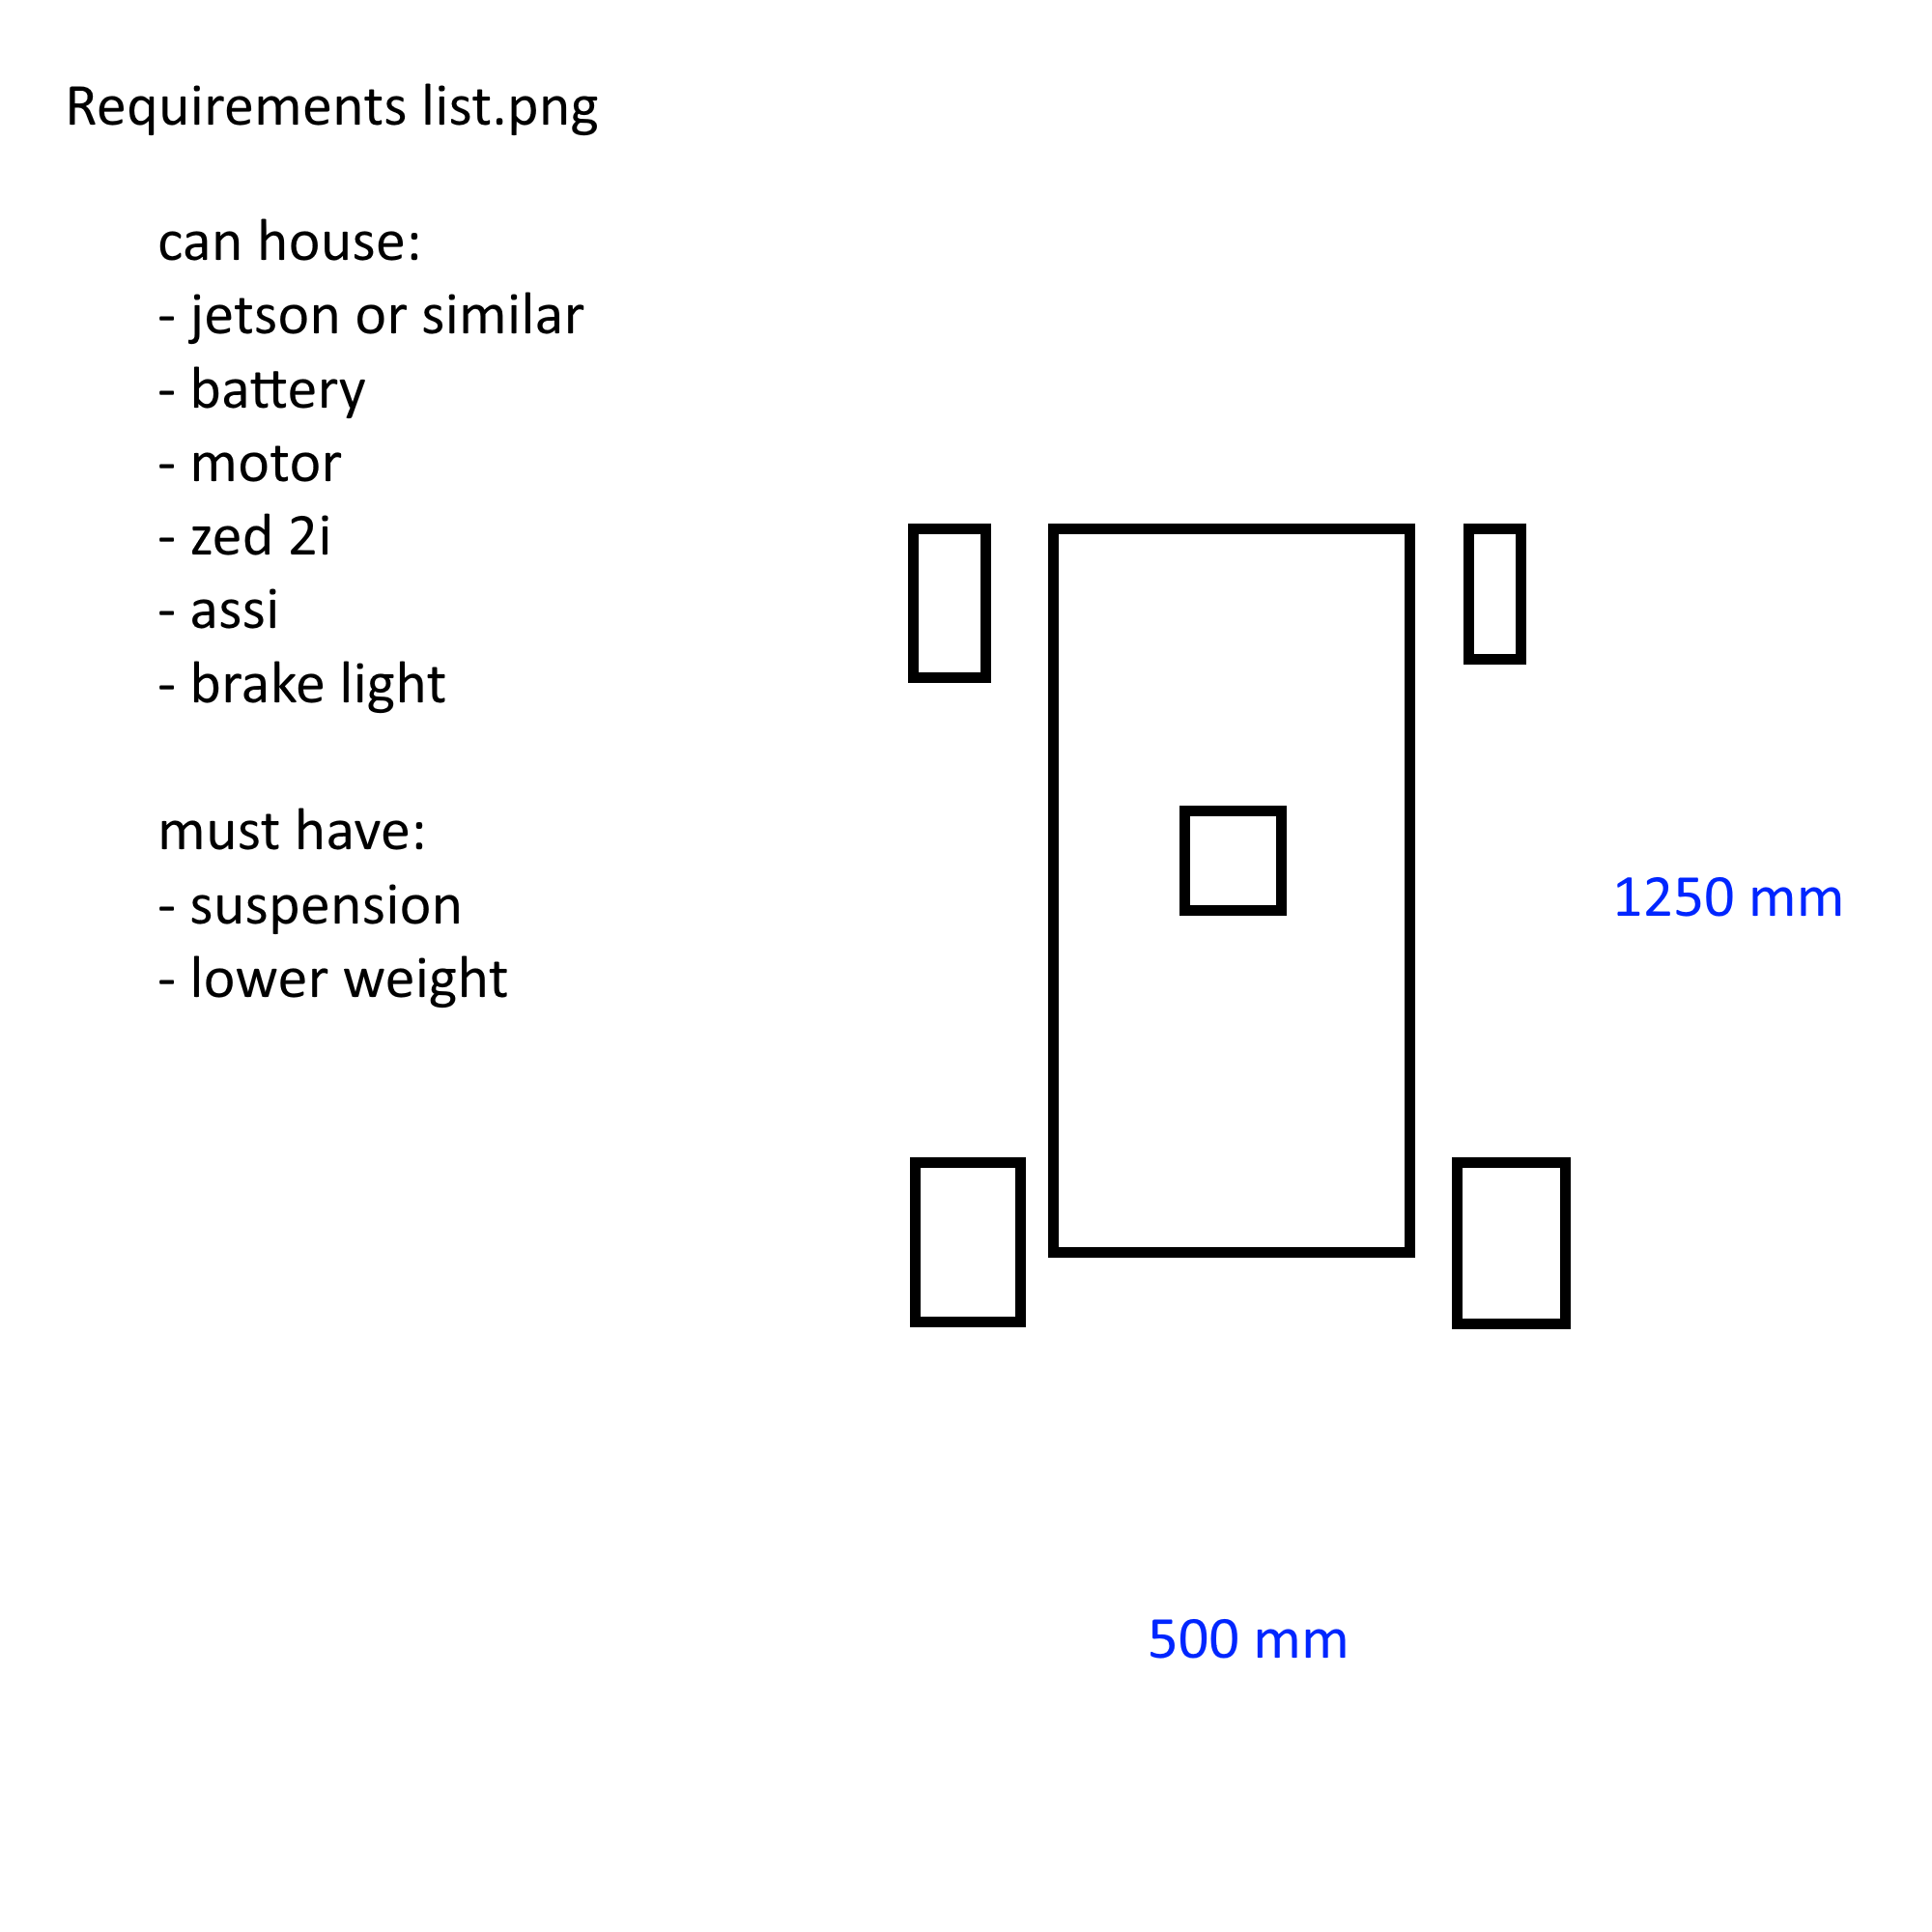 Requirements list.png
can house:
- jetson or similar
- battery
- motor
- zed 2i
- assi
- brake light
must have:
- suspension
- lower weight
1250 mm
500 mm